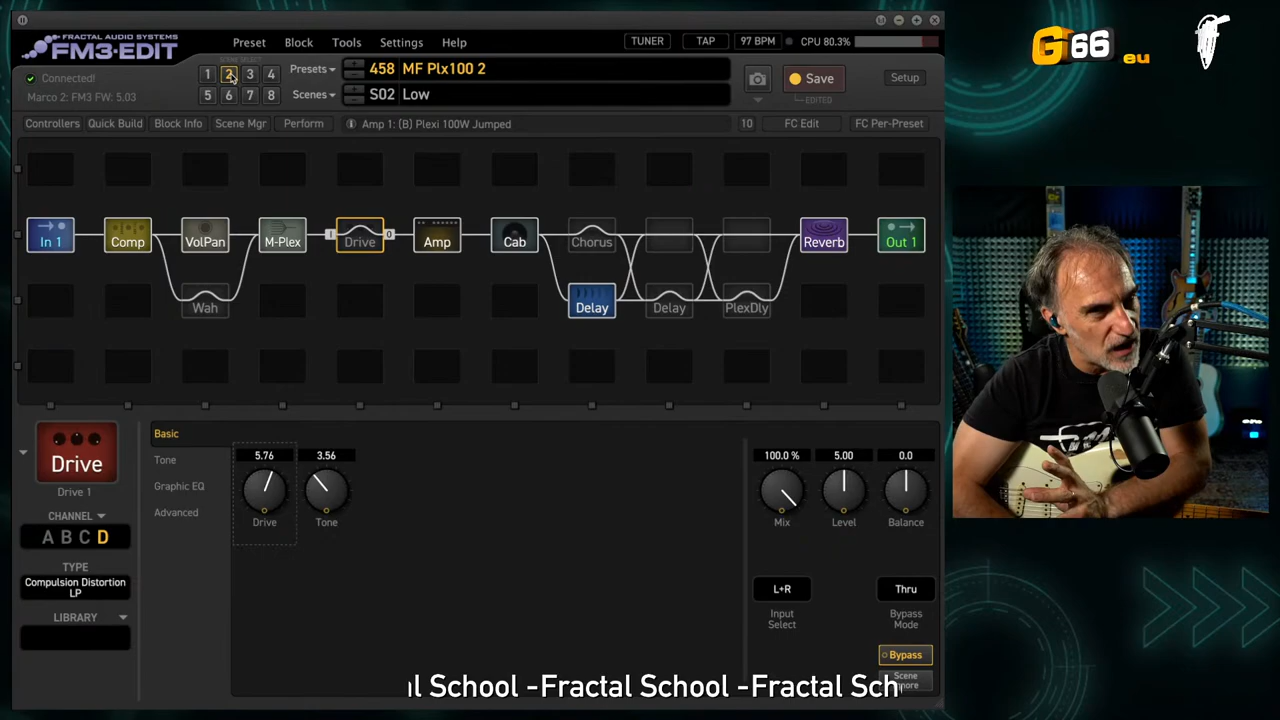 FRACTAL AUDIO SYSTEMS
FM3-EDIT
Preset Block Tools Settings Help
TUNER TAP 97 BPM CPU 80.3%
Connected!
Marco 2: FM3 FW: 5,03
SCENE SELECT
1 2 3 4
5 6 7 8
Presets 458 MF Plx100 2
Scenes S02 Low
Save
EDITED
Setup
Controllers Quick Build Block Info Scene Mgr Perform Amp 1: (B) Plexi 100W Jumped 10 FC Edit FC Per-Preset
In 1 Comp VolPan M-Plex I Drive O Amp Cab Chorus Reverb Out 1
Wah Delay Delay PlexDly
Drive
Drive 1
CHANNEL
A B C D
TYPE
Compulsion Distortion
LP
LIBRARY
Basic
Tone
Graphic EQ
Advanced
5.76 3.56
Drive Tone
100.0 % 5.00 0.0
Mix Level Balance
L+R Thru
Input
Select
Bypass
Mode
Bypass
Scene
l School -Fractal School -Fractal Sch
G66
eu